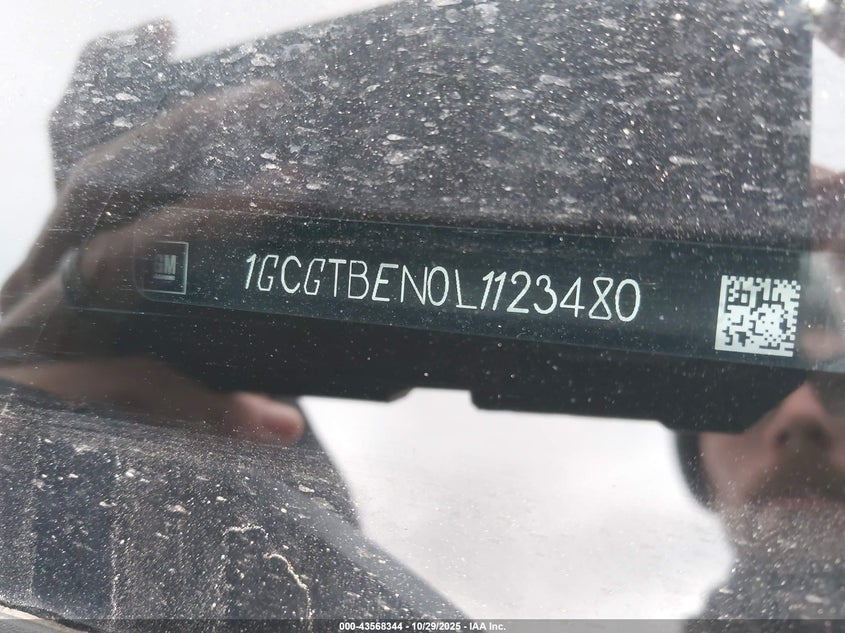 GM
1GCGTBEN0L1123480
000-43568344 - 10/29/2025 - IAA Inc.